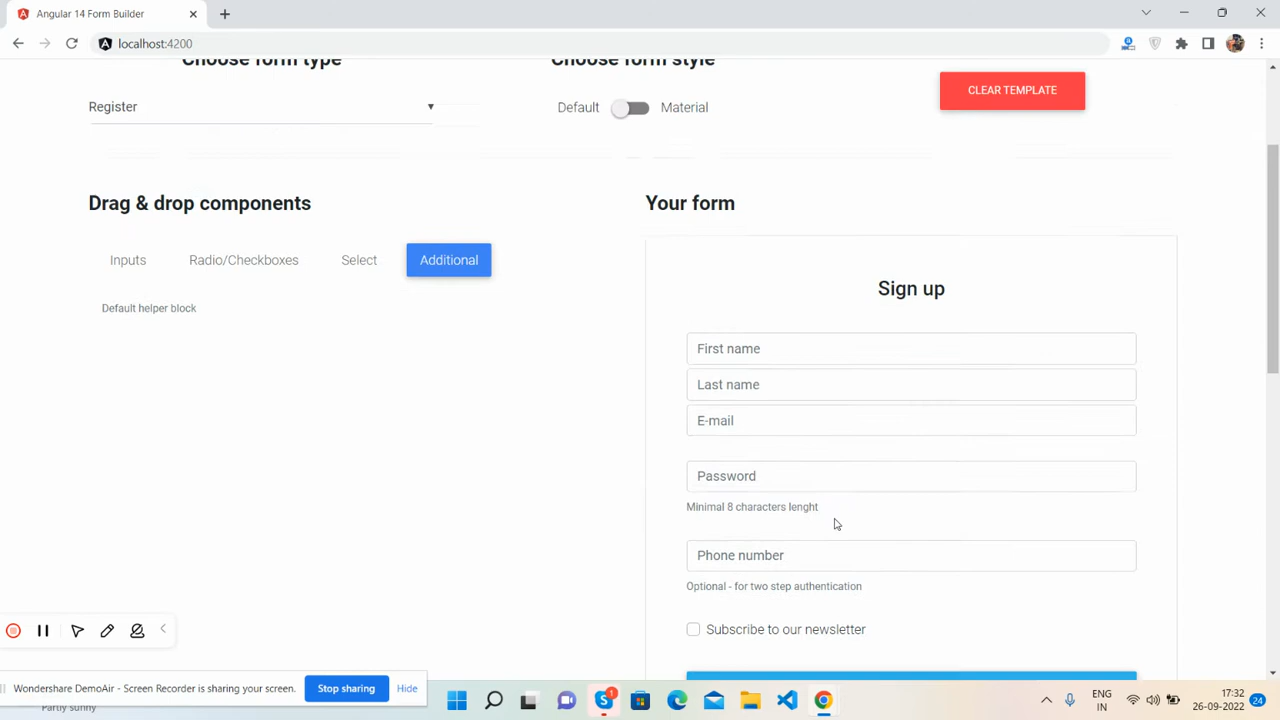 Angular 14 Form Builder
localhost:4200
Choose form type
Choose form style
CLEAR TEMPLATE
Register
Default
Material
Drag & drop components
Your form
Inputs
Radio/Checkboxes
Select
Additional
Default helper block
Sign up
First name
Last name
E-mail
Password
Minimal 8 characters lenght
Phone number
Optional - for two step authentication
Subscribe to our newsletter
Wondershare DemoAir - Screen Recorder is sharing your screen.
Stop sharing
Hide
Partly sunny
1
ENG
IN
17:32
26-09-2022
24